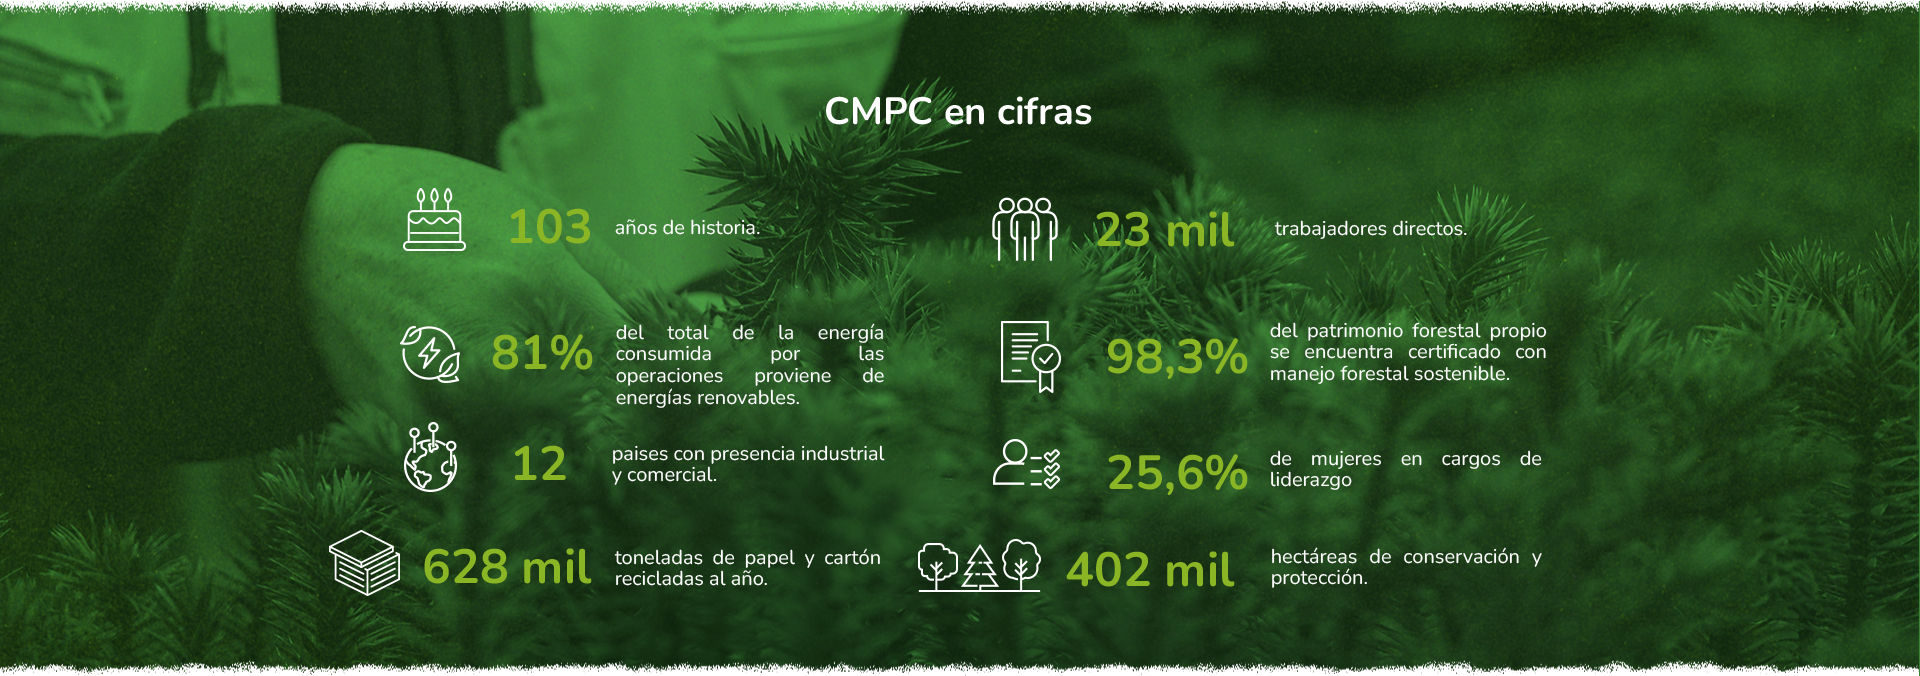 CMPC en cifras
103
años de historia.
23 mil
trabajadores directos.
81%
del total de la energía
consumida por las
operaciones proviene de
energías renovables.
98,3%
del patrimonio forestal propio
se encuentra certificado con
manejo forestal sostenible.
12
paises con presencia industrial
y comercial.
25,6%
de mujeres en cargos de
liderazgo
628 mil
toneladas de papel y cartón
recicladas al año.
402 mil
hectáreas de conservación y
protección.